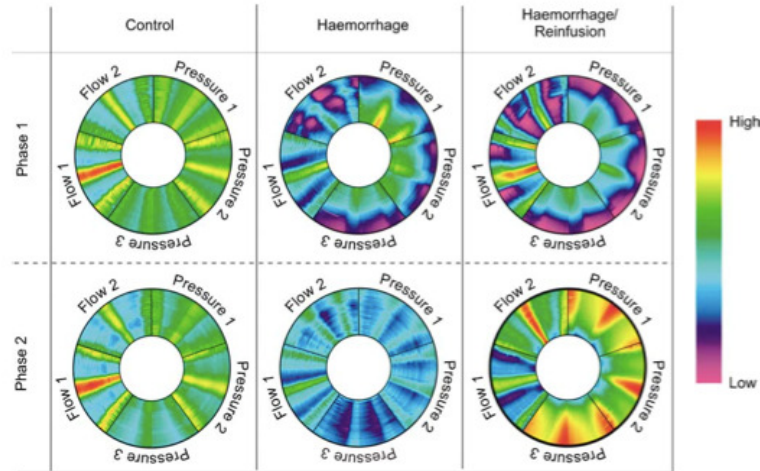 Control
Haemorrhage
Haemorrhage/
Reinfusion
Phase 1
Flow 2
Pressure 1
Flow 1
Pressure 2
Pressure 3
Flow 2
Pressure 1
Flow 1
Pressure 2
Pressure 3
Flow 2
Pressure 1
Flow 1
Pressure 2
Pressure 3
High
Low
Phase 2
Flow 2
Pressure 1
Flow 1
Pressure 2
Pressure 3
Flow 2
Pressure 1
Flow 1
Pressure 2
Pressure 3
Flow 2
Pressure 1
Flow 1
Pressure 2
Pressure 3